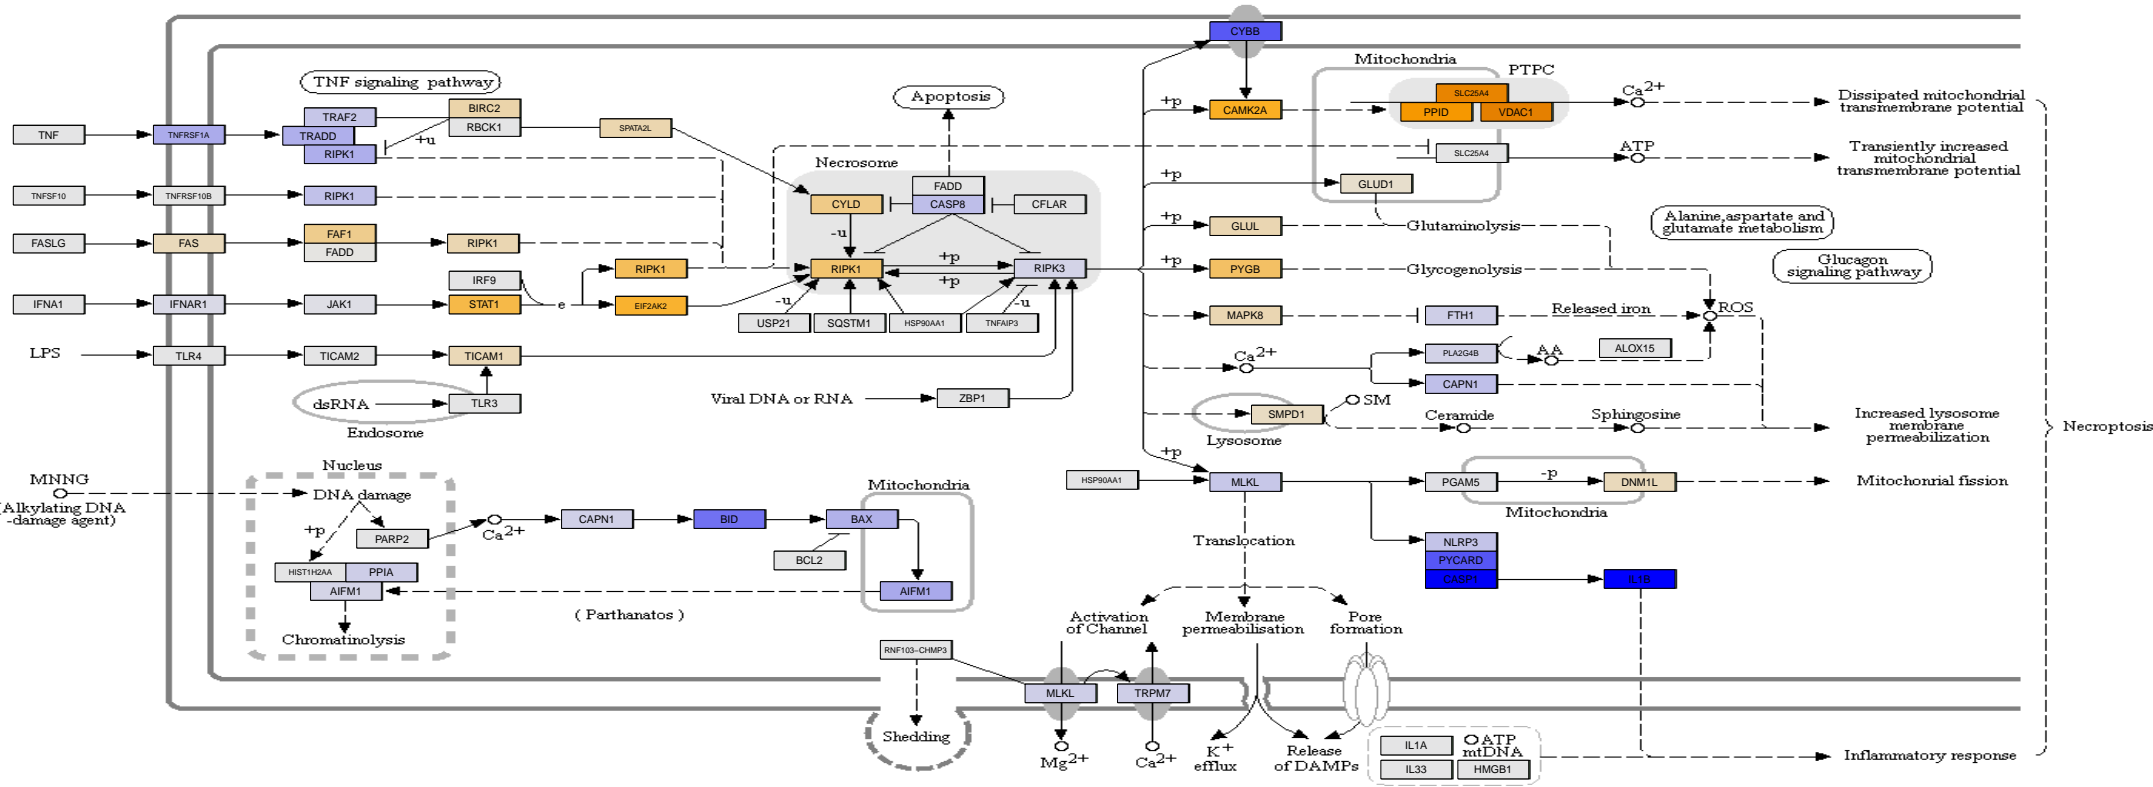 CYBB
Mitochondria
PTPC
TNF signaling pathway
Apoptosis
SLC25A4
Ca2+
Dissipated mitochondrial
transmembrane potential
BIRC2
TRAF2
+p
CAMK2A
PPID
VDAC1
TNF
TNFRSF1A
TRADD
RBCK1
SPATA2L
+u
RIPK1
Necrosome
SLC25A4
ATP
Transiently increased
mitochondrial
transmembrane potential
+p
GLUD1
FADD
TNFSF10
TNFRSF10B
RIPK1
CYLD
CASP8
CFLAR
+p
GLUL
Glutaminolysis
Alanine,aspartate and
glutamate metabolism
FAF1
FASLG
FAS
FADD
RIPK1
-u
+p
RIPK1
RIPK1
RIPK3
+p
+p
PYGB
Glycogenolysis
Glucagon
signaling pathway
IRF9
IFNA1
IFNAR1
JAK1
STAT1
e
EIF2AK2
-u
-u
USP21
SQSTM1
HSP90AA1
TNFAIP3
MAPK8
FTH1
Released iron
ROS
LPS
TLR4
TICAM2
TICAM1
Ca2+
PLA2G4B
AA
ALOX15
CAPN1
dsRNA
TLR3
Endosome
Viral DNA or RNA
ZBP1
SMPD1
SM
Lysosome
Ceramide
Sphingosine
Increased lysosome
membrane
permeabilization
Necroptosis
+p
HSP90AA1
MLKL
PGAM5
-p
DNM1L
Mitochonrial fission
Mitochondria
MNNG
(Alkylating DNA
-damage agent)
Nucleus
DNA damage
+p
PARP2
Ca2+
CAPN1
BID
Mitochondria
BAX
BCL2
HIST1H2AA
PPIA
AIFM1
AIFM1
(Parthanatos)
Chromatinolysis
Translocation
NLRP3
PYCARD
CASP1
IL1B
Activation
of Channel
Membrane
permeabilisation
Pore
formation
RNF103-CHMP3
MLKL
TRPM7
Shedding
Mg2+
Ca2+
K+
efflux
Release
of DAMPs
IL1A
ATP
mtDNA
IL33
HMGB1
Inflammatory response